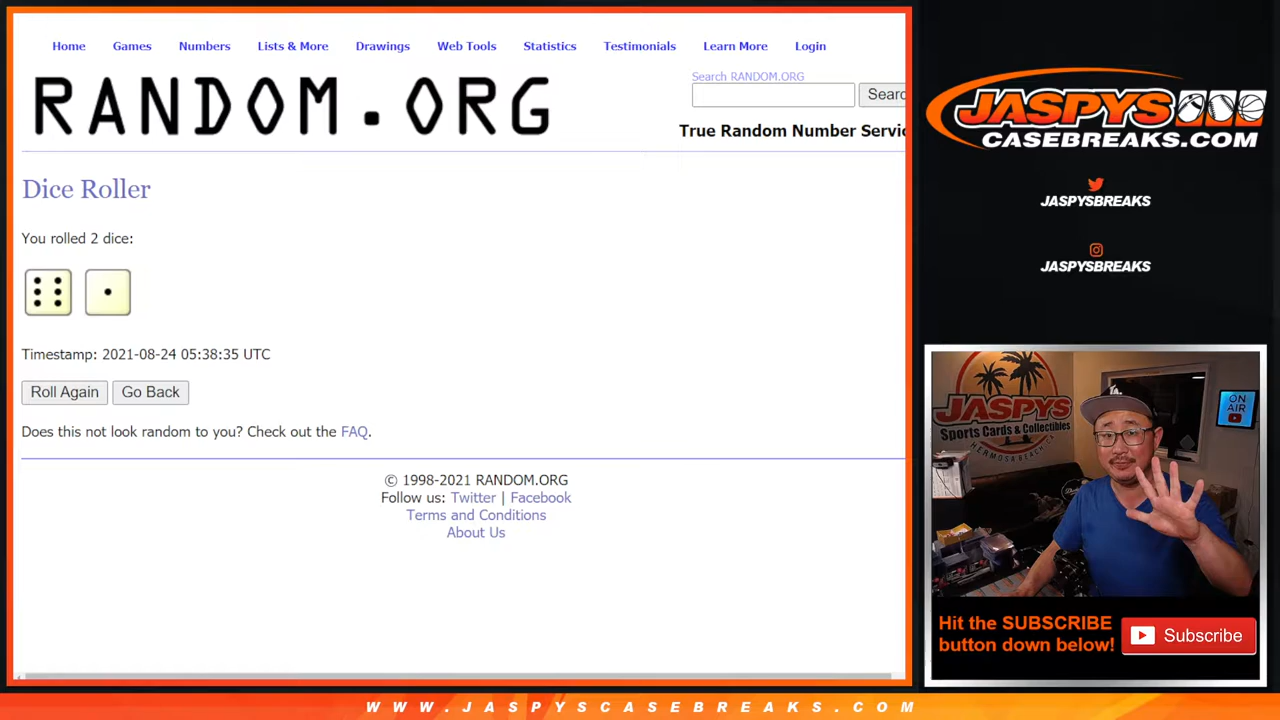 Home Games Numbers Lists & More Drawings Web Tools Statistics Testimonials Learn More Login
RANDOM.ORG
Search RANDOM.ORG
Searc
True Random Number Servic
Dice Roller
You rolled 2 dice:
Timestamp: 2021-08-24 05:38:35 UTC
Roll Again Go Back
Does this not look random to you? Check out the FAQ.
© 1998-2021 RANDOM.ORG
Follow us: Twitter | Facebook
Terms and Conditions
About Us
JASPYS
CASEBREAKS.COM
JASPYSBREAKS
JASPYSBREAKS
JASPYS
Sports Cards & Collectibles
HERMOSA BEACH, CA
ON
AIR
Hit the SUBSCRIBE
button down below!
Subscribe
WWW.JASPYSCASEBREAKS.COM